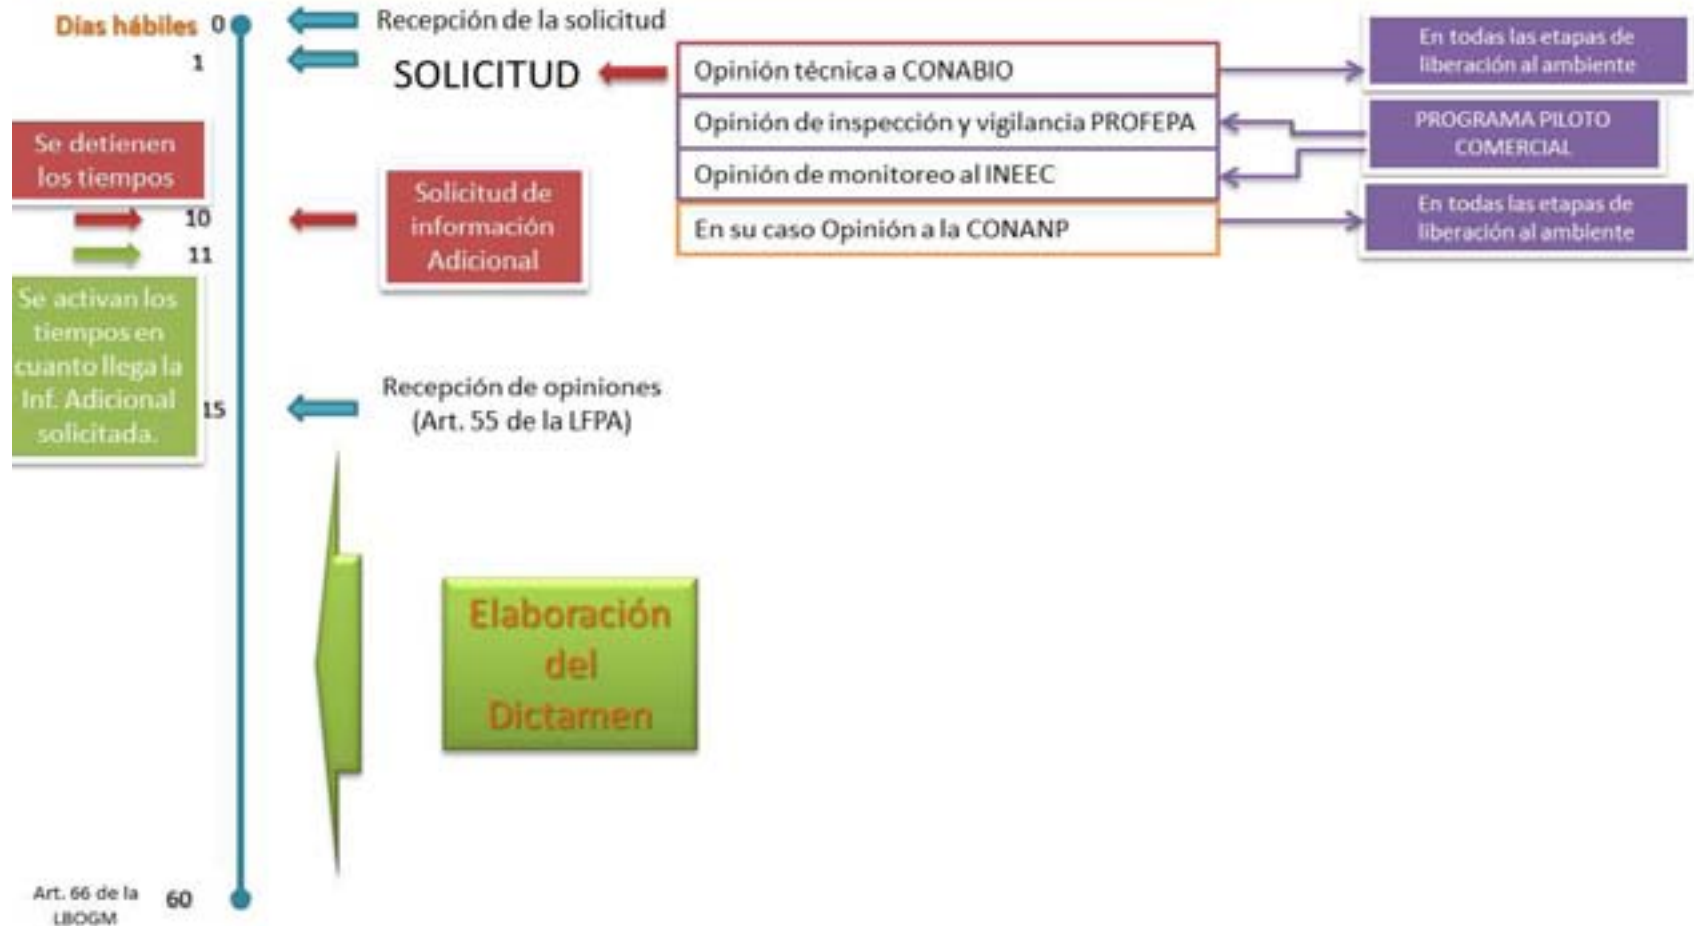 Días hábiles 0
Recepción de la solicitud
1
SOLICITUD
Opinión técnica a CONABIO
Opinión de inspección y vigilancia PROFEPA
Opinión de monitoreo al INEEC
En su caso Opinión a la CONANP
En todas las etapas de
liberación al ambiente
PROGRAMA PILOTO
COMERCIAL
En todas las etapas de
liberación al ambiente
Se detienen
los tiempos
10
Solicitud de
información
Adicional
11
Se activan los
tiempos en
cuanto llega la
Inf. Adicional
solicitada.
15
Recepción de opiniones
(Art. 55 de la LFPA)
Elaboración
del
Dictamen
Art. 66 de la
LBOGM
60